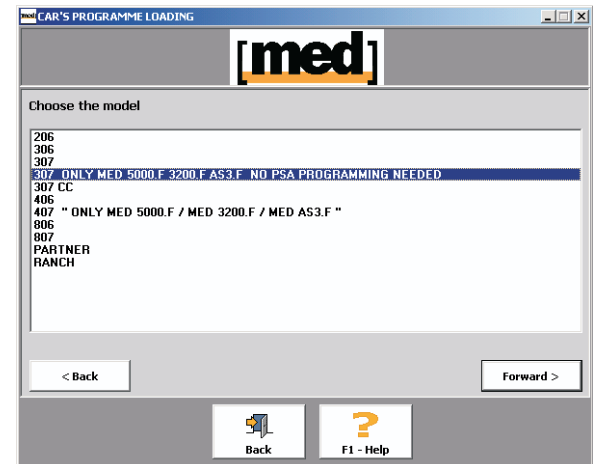 med CAR'S PROGRAMME LOADING
[med]
Choose the model
206
306
307
307 ONLY MED 5000.F 3200.F AS3.F NO PSA PROGRAMMING NEEDED
307 CC
406
407 " ONLY MED 5000.F / MED 3200.F / MED AS3.F "
806
807
PARTNER
RANCH
< Back
Forward >
Back
F1 - Help